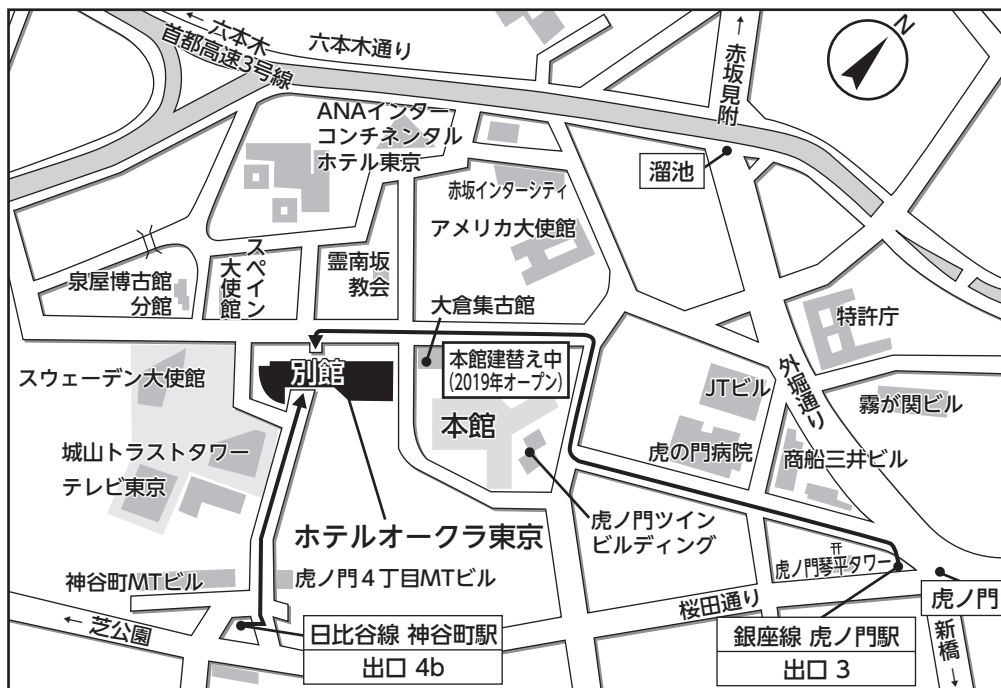 ← 六本木
首都高速3号線
六本木通り
N
↑ 赤坂見附
ANAインター
コンチネンタル
ホテル東京
溜池
赤坂インターシティ
アメリカ大使館
スペイン
大使館
霊南坂
教会
泉屋博古館
分館
大倉集古館
特許庁
本館建替え中
(2019年オープン)
別館
スウェーデン大使館
JTビル
外堀通り
霧が関ビル
本館
城山トラストタワー
テレビ東京
虎の門病院
商船三井ビル
ホテルオークラ東京
虎ノ門ツイン
ビルディング
虎ノ門琴平タワー
神谷町MTビル
虎ノ門4丁目MTビル
桜田通り
虎ノ門
← 芝公園
日比谷線 神谷町駅
出口 4b
銀座線 虎ノ門駅
出口 3
新橋 ↓